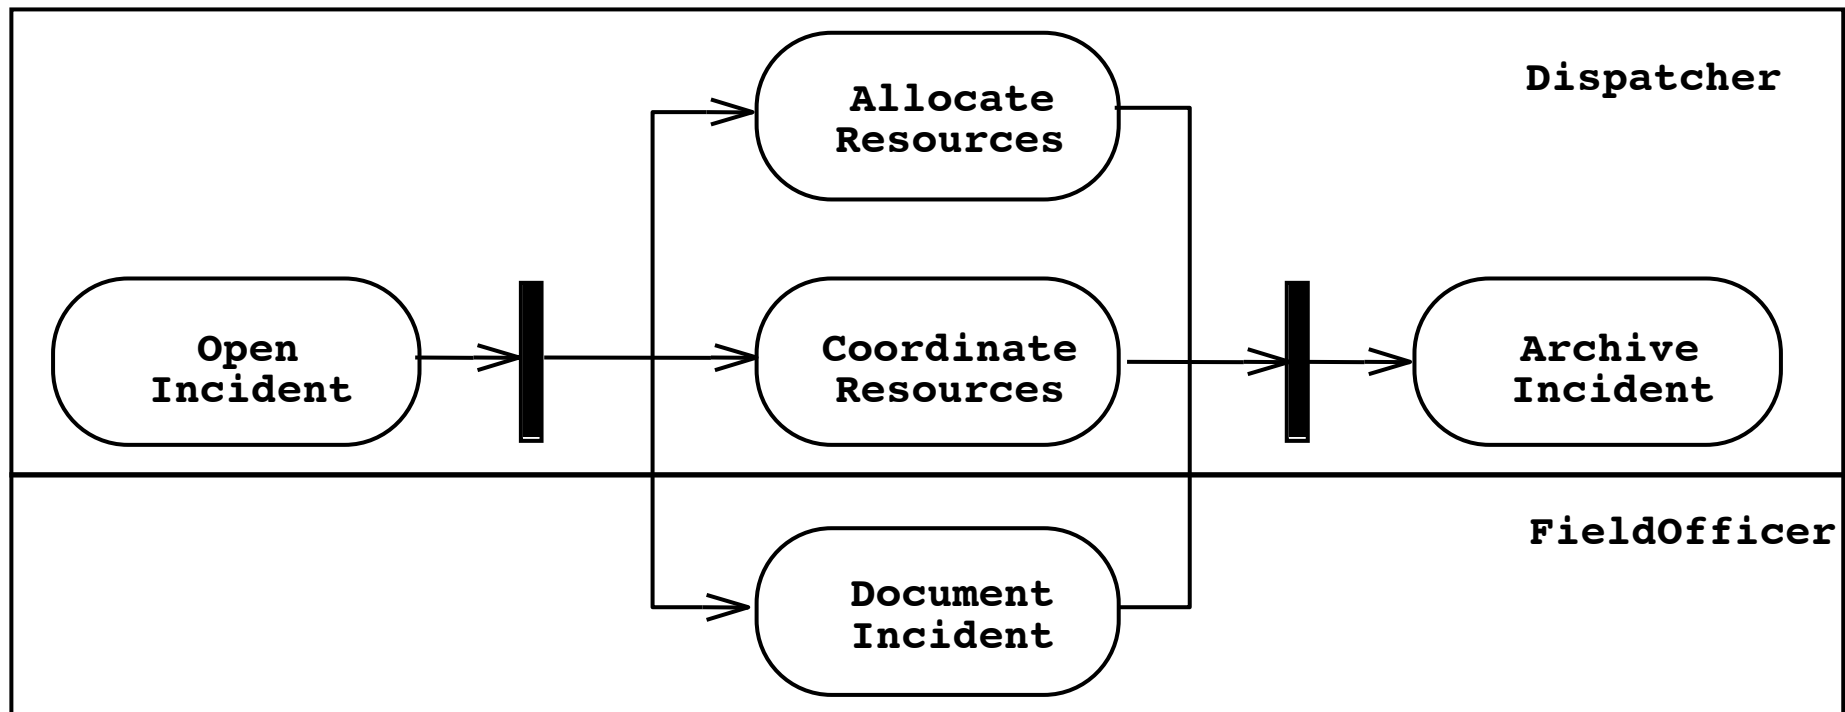 Dispatcher
Allocate
Resources
Open
Incident
Coordinate
Resources
Archive
Incident
FieldOfficer
Document
Incident